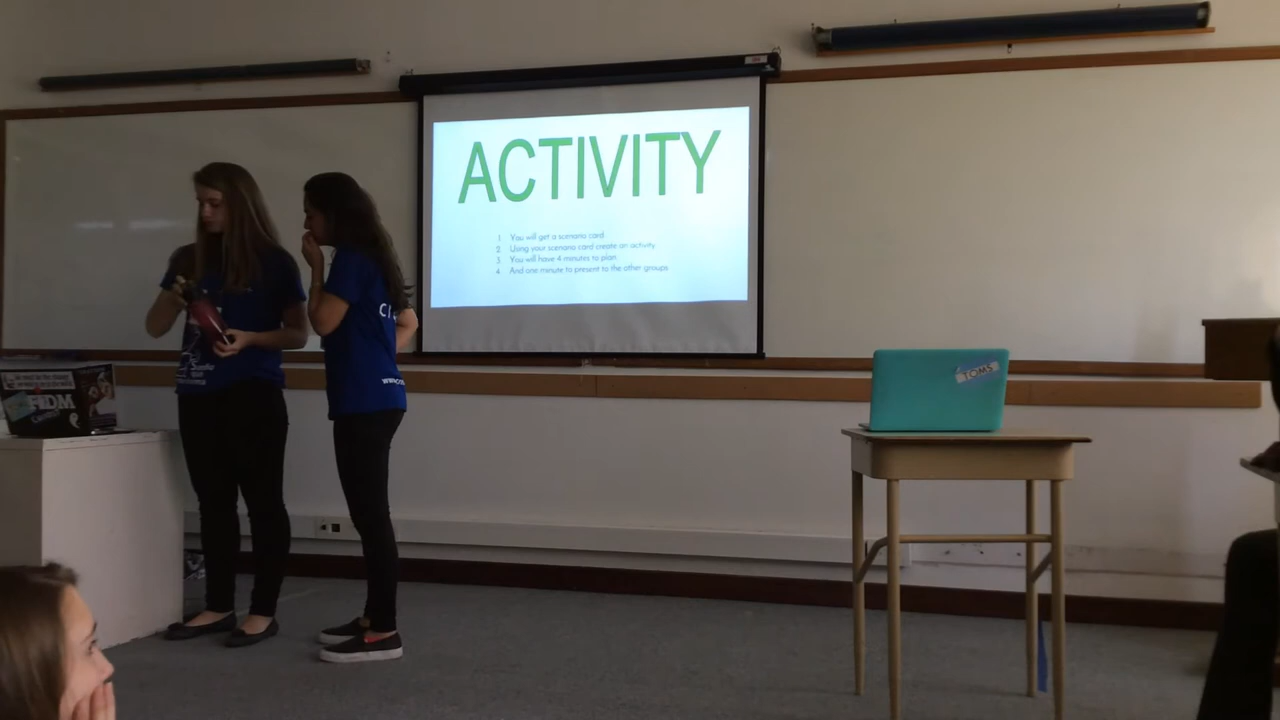 ACTIVITY
1. You will get a scenario card.
2. Using your scenario card create an activity.
3. You will have 4 minutes to plan.
4. And one minute to present to the other groups.
TOMS
FIDM